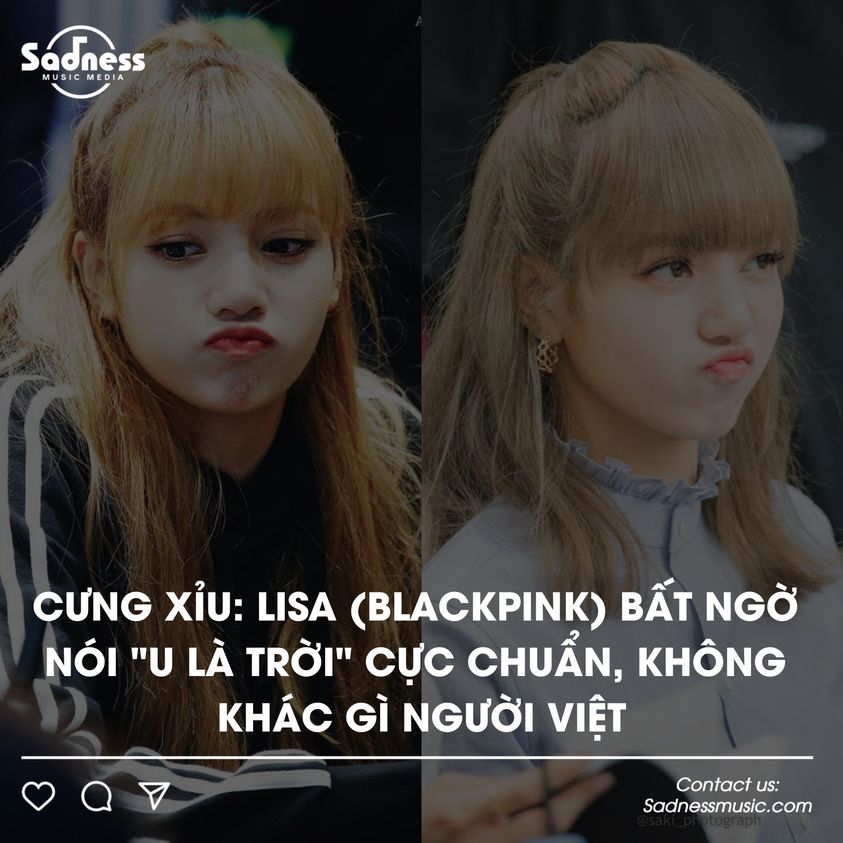 Sadness
MUSIC MEDIA
CƯNG XỈU: LISA (BLACKPINK) BẤT NGỜ
NÓI "U LÀ TRỜI" CỰC CHUẨN, KHÔNG
KHÁC GÌ NGƯỜI VIỆT
Contact us:
Sadnessmusic.com
@saki_photograph